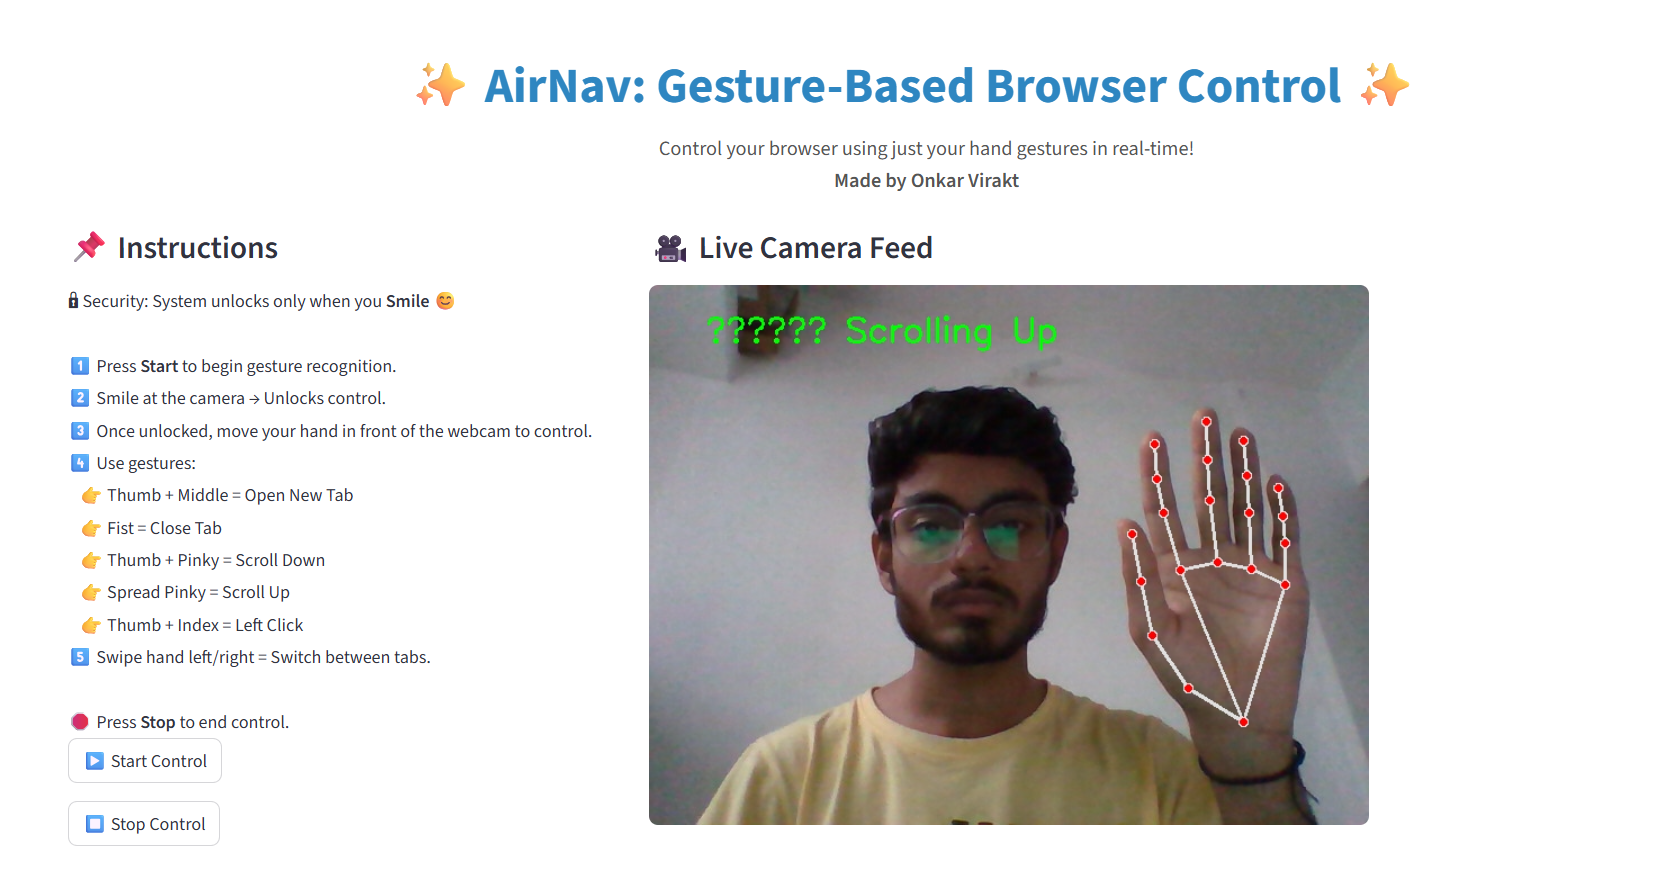 ✨ AirNav: Gesture-Based Browser Control ✨
Control your browser using just your hand gestures in real-time!
Made by Onkar Virakt
📌 Instructions
🔒 Security: System unlocks only when you Smile 😊
1️⃣ Press Start to begin gesture recognition.
2️⃣ Smile at the camera → Unlocks control.
3️⃣ Once unlocked, move your hand in front of the webcam to control.
4️⃣ Use gestures:
👉 Thumb + Middle = Open New Tab
👉 Fist = Close Tab
👉 Thumb + Pinky = Scroll Down
👉 Spread Pinky = Scroll Up
👉 Thumb + Index = Left Click
5️⃣ Swipe hand left/right = Switch between tabs.
🛑 Press Stop to end control.
▶️ Start Control
⏹️ Stop Control
🎥 Live Camera Feed
?????? Scrolling Up